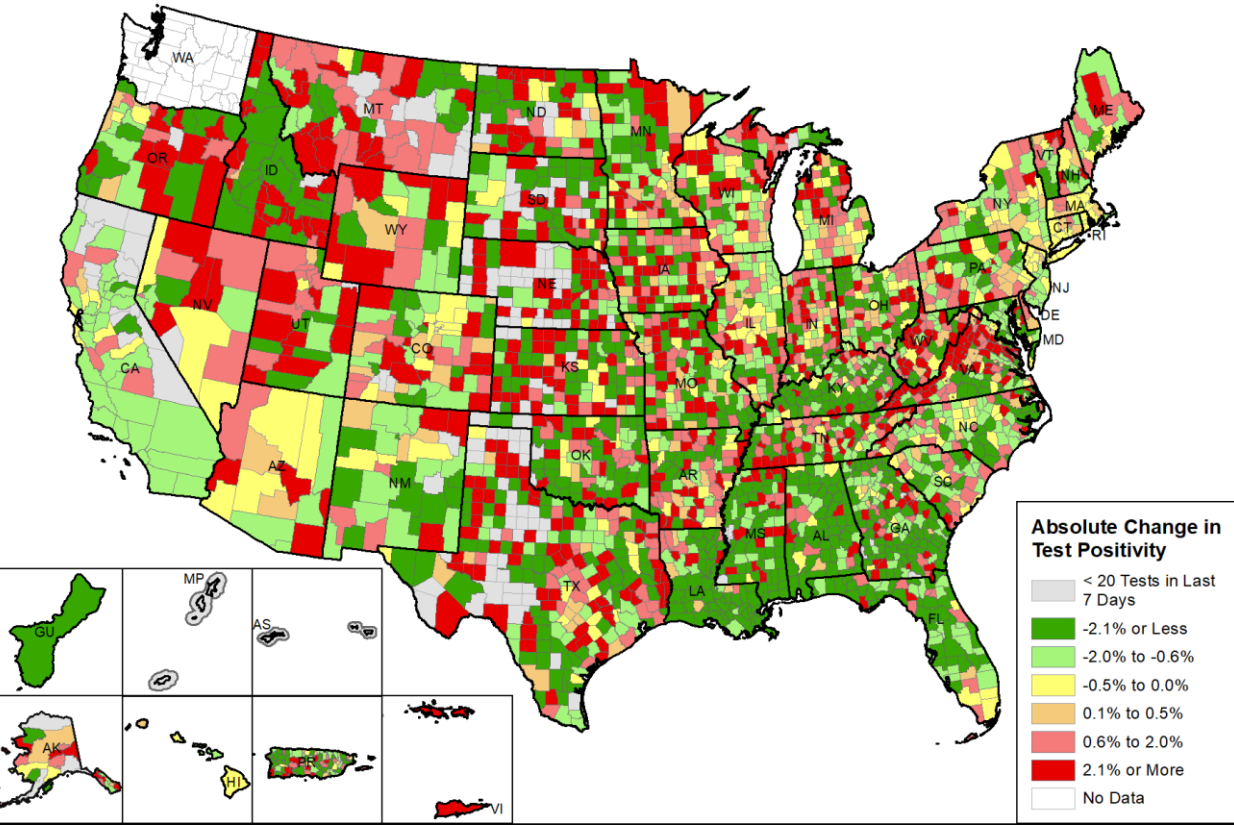 WA
MT
ND
MN
ME
OR
ID
SD
WI
VT
NH
WY
MI
NY
MA
CT
RI
NV
NE
IA
PA
NJ
UT
CO
IL
IN
OH
DE
MD
CA
KS
MO
WV
VA
KY
AZ
NM
OK
AR
TN
NC
SC
MS
AL
GA
TX
LA
FL
MP
GU
AS
AK
HI
PR
VI
Absolute Change in
Test Positivity
< 20 Tests in Last
7 Days
-2.1% or Less
-2.0% to -0.6%
-0.5% to 0.0%
0.1% to 0.5%
0.6% to 2.0%
2.1% or More
No Data